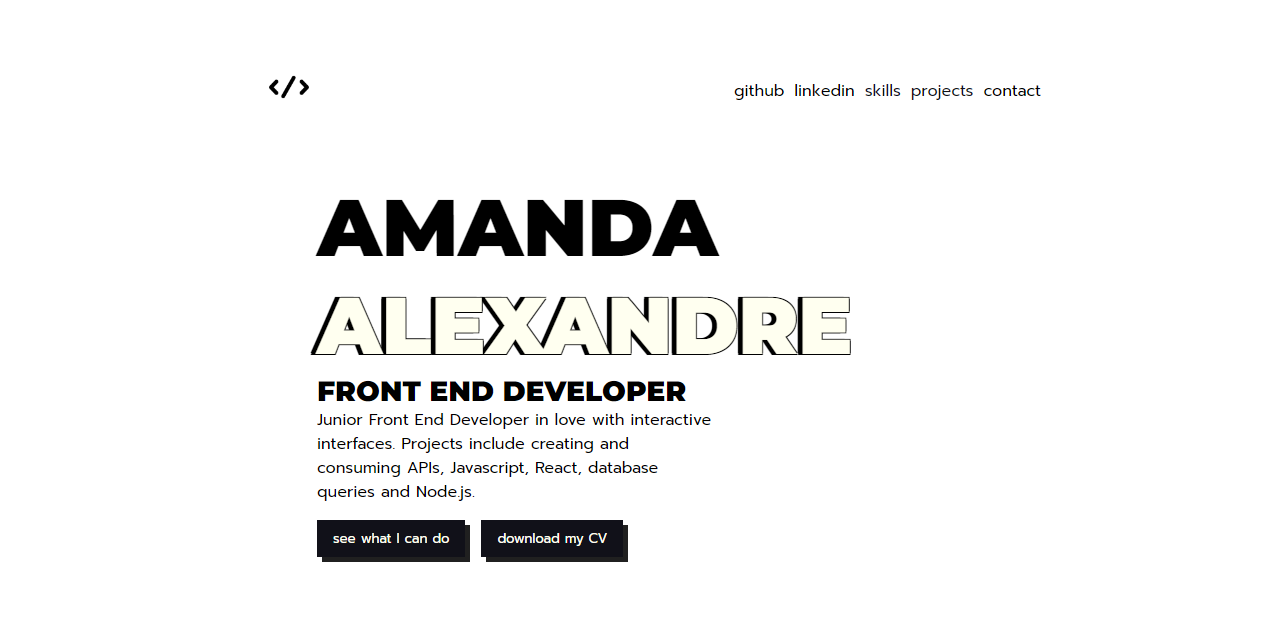 </>
github linkedin skills projects contact
AMANDA
ALEXANDRE
FRONT END DEVELOPER
Junior Front End Developer in love with interactive
interfaces. Projects include creating and
consuming APIs, Javascript, React, database
queries and Node.js.
see what I can do download my CV